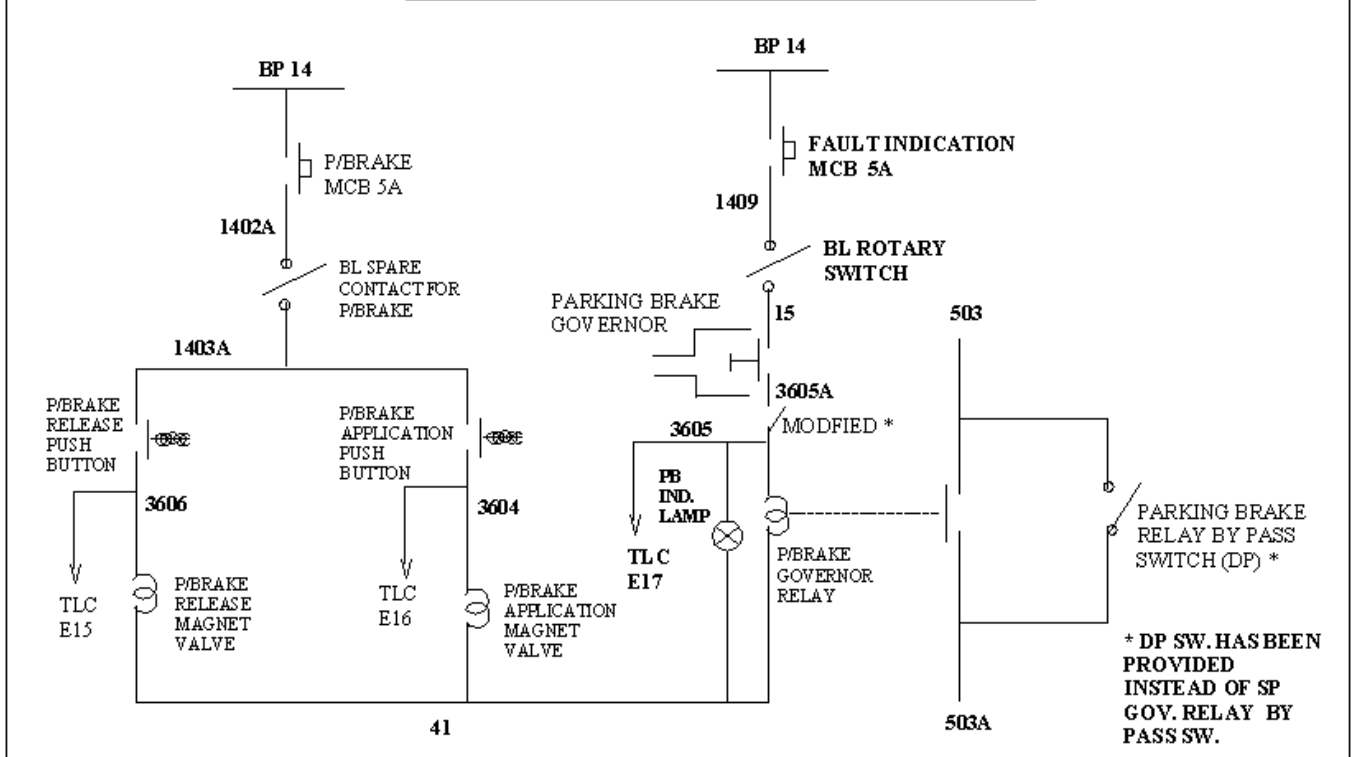 BP 14
P/BRAKE
MCB 5A
1402A
BL SPARE
CONTACT FOR
P/BRAKE
1403A
P/BRAKE
RELEASE
PUSH
BUTTON
P/BRAKE
APPLICATION
PUSH
BUTTON
3606
3604
TLC
E15
P/BRAKE
RELEASE
MAGNET
VALVE
TLC
E16
P/BRAKE
APPLICATION
MAGNET
VALVE
41
BP 14
FAULT INDICATION
MCB 5A
1409
BL ROTARY
SWITCH
PARKING BRAKE
GOVERNOR
15
3605A
MODFIED *
3605
PB
IND.
LAMP
TLC
E17
P/BRAKE
GOVERNOR
RELAY
503
PARKING BRAKE
RELAY BY PASS
SWITCH (DP) *
503A
* DP SW. HAS BEEN
PROVIDED
INSTEAD OF SP
GOV. RELAY BY
PASS SW.